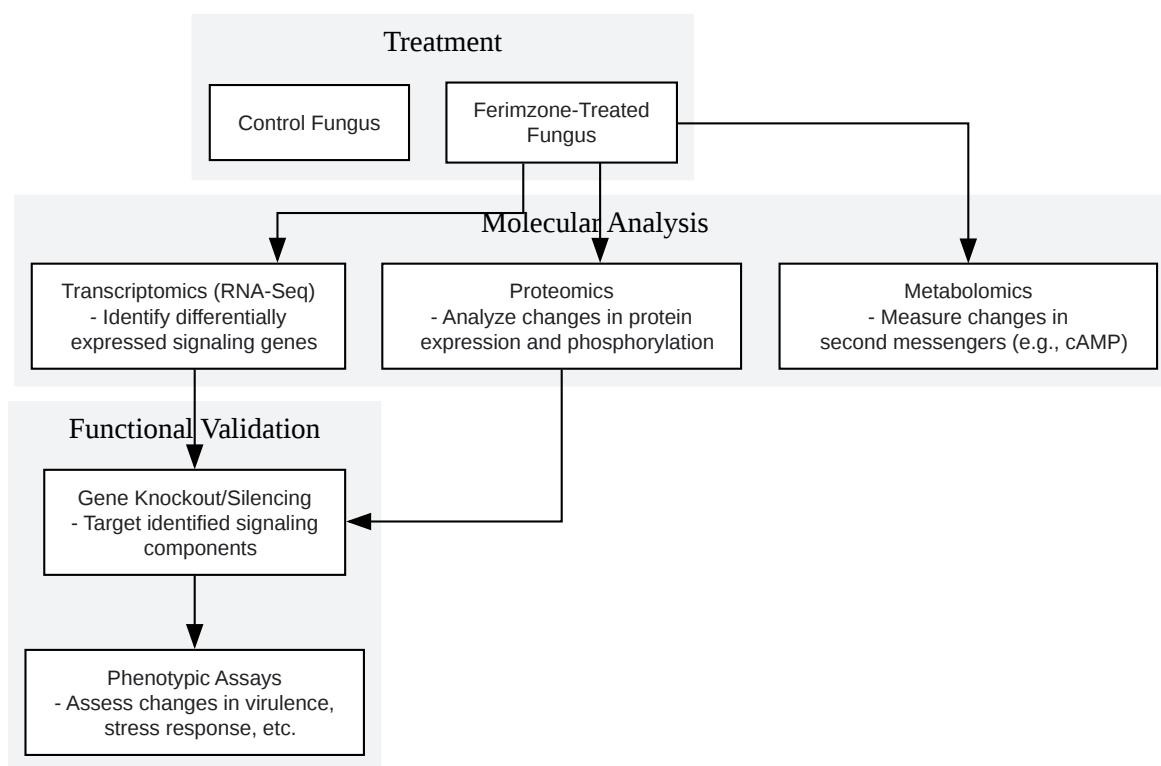 Treatment
Control Fungus
Ferimzone-Treated
Fungus
Molecular Analysis
Transcriptomics (RNA-Seq)
- Identify differentially
expressed signaling genes
Proteomics
- Analyze changes in protein
expression and phosphorylation
Metabolomics
- Measure changes in
second messengers (e.g., cAMP)
Functional Validation
Gene Knockout/Silencing
- Target identified signaling
components
Phenotypic Assays
- Assess changes in virulence,
stress response, etc.